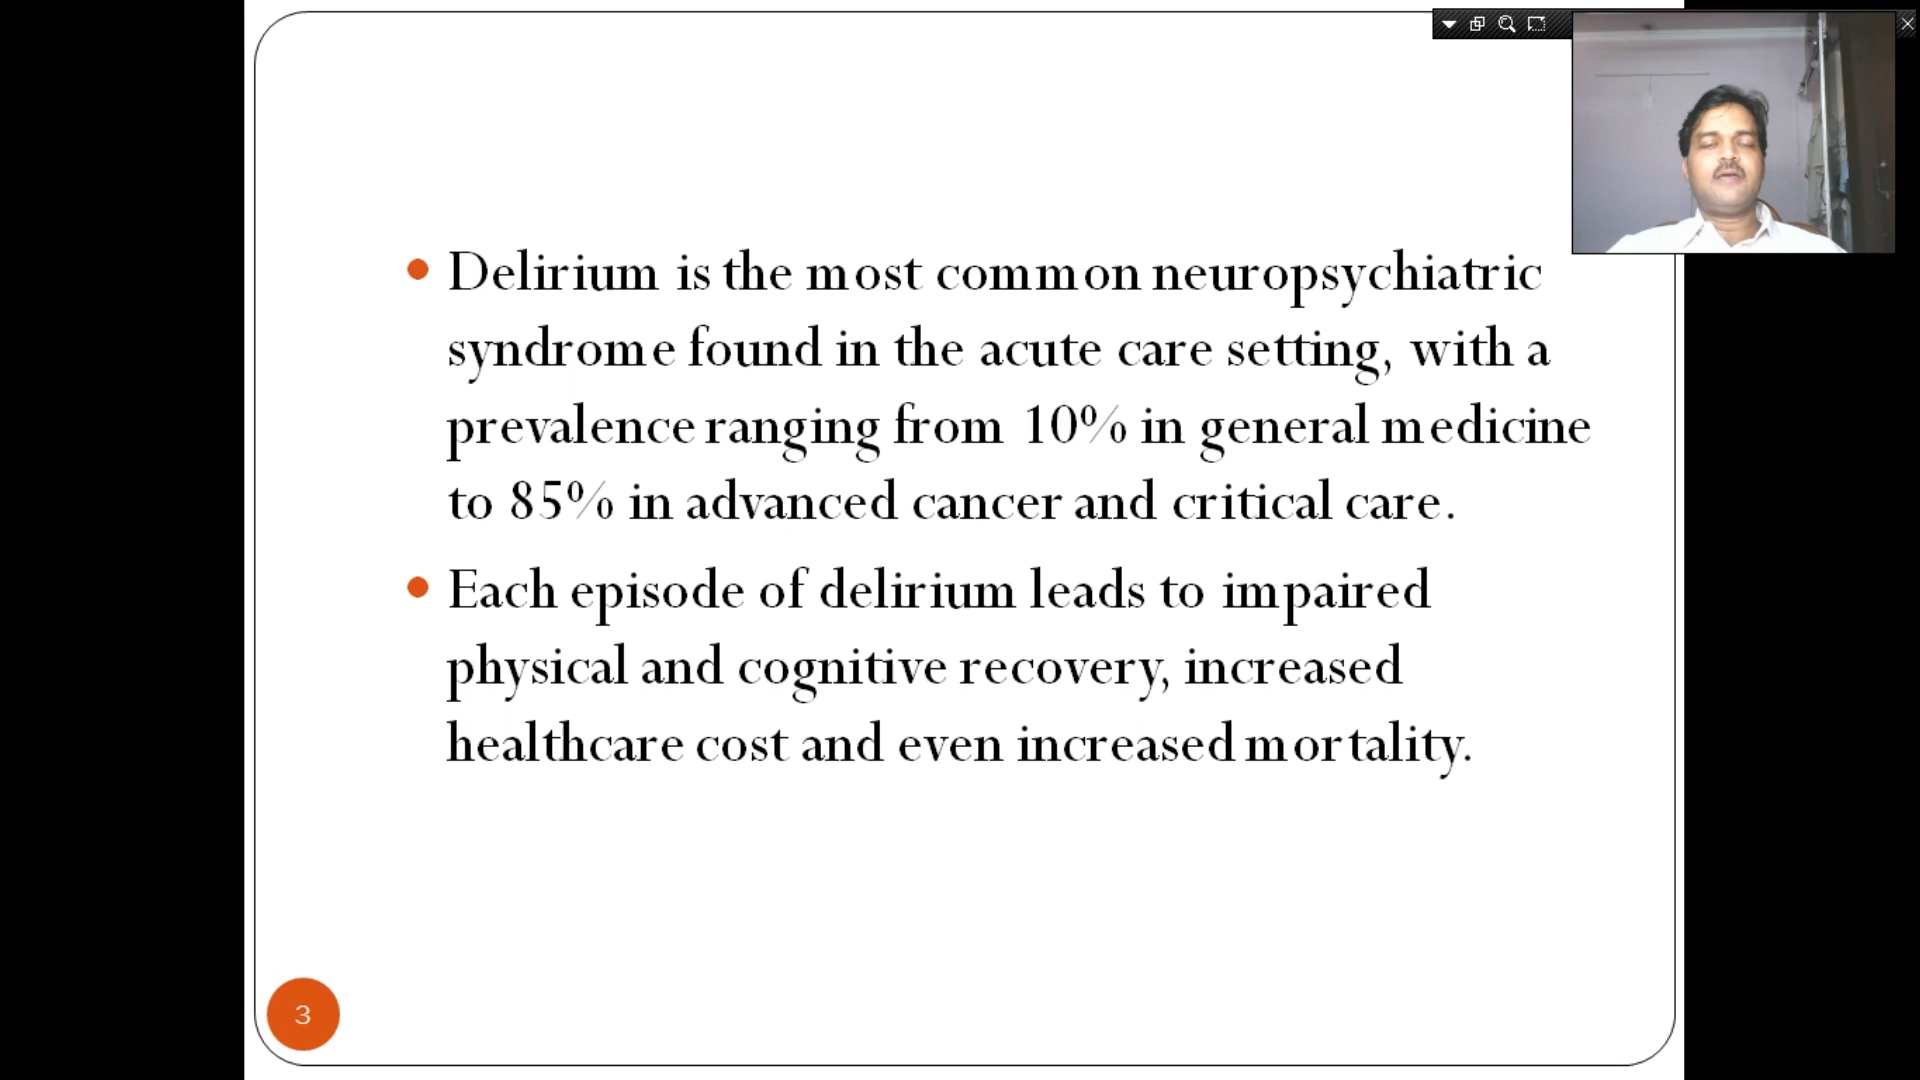 Delirium is the most common neuropsychiatric
syndrome found in the acute care setting, with a
prevalence ranging from 10% in general medicine
to 85% in advanced cancer and critical care.
Each episode of delirium leads to impaired
physical and cognitive recovery, increased
healthcare cost and even increased mortality.
3